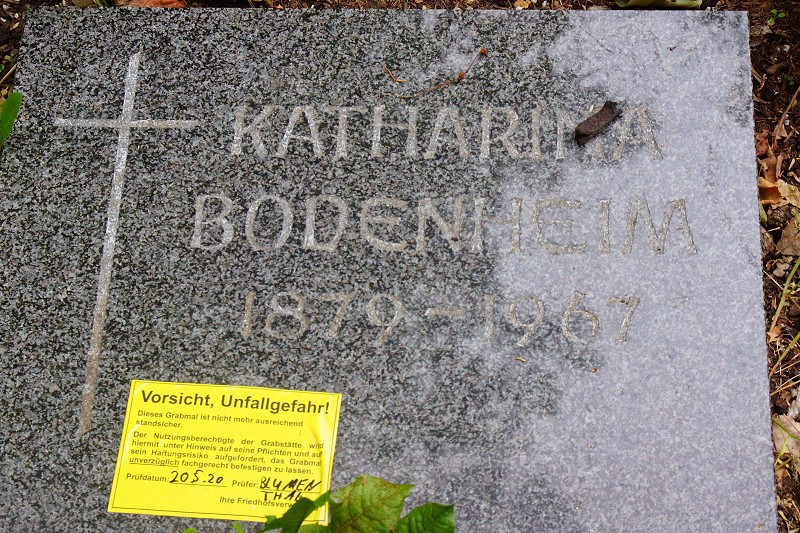 KATHARINA
BODENHEIM
1879-1967
Vorsicht, Unfallgefahr!
Dieses Grabmal ist nicht mehr ausreichend
standsicher.
Der Nutzungsberechtigte der Grabstätte wird
hiermit unter Hinweis auf seine Pflichten und auf
sein Haftungsrisiko aufgefordert, das Grabmal
unverzüglich fachgerecht befestigen zu lassen.
Prüfdatum: 20.5.20 Prüfer: BLUMEN
THAL
Ihre Friedhofsverw